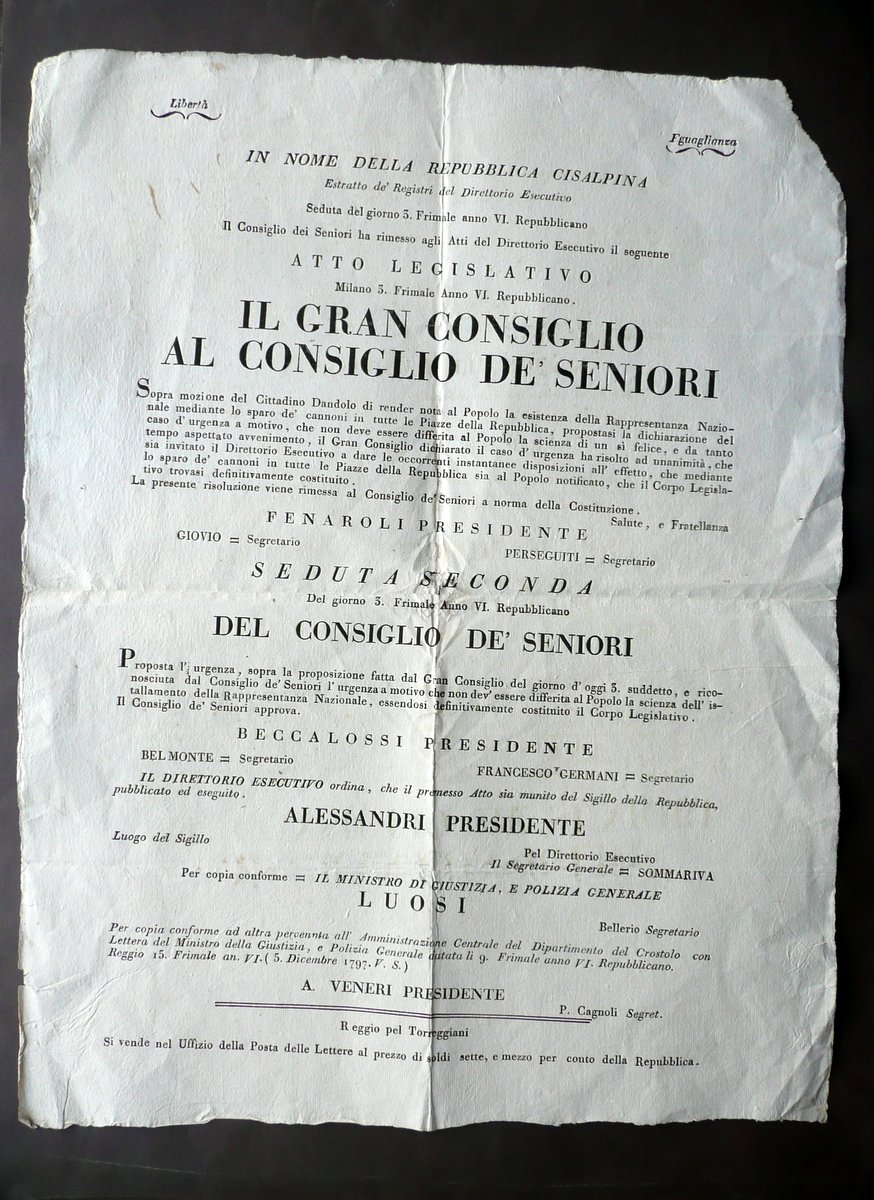 Libertà
Eguaglianza
IN NOME DELLA REPUBBLICA CISALPINA
Estratto de' Registri del Direttorio Esecutivo
Seduta del giorno 3. Frimale anno VI. Repubblicano
Il Consiglio dei Seniori ha rimesso agli Atti del Direttorio Esecutivo il seguente
ATTO LEGISLATIVO
Milano 3. Frimale Anno VI. Repubblicano.
IL GRAN CONSIGLIO
AL CONSIGLIO DE' SENIORI
Sopra mozione del Cittadino Dandolo di render nota al Popolo la esistenza della Rappresentanza Nazio-
nale mediante lo sparo de' cannoni in tutte le Piazze della Repubblica, propostasi la dichiarazione del
caso d'urgenza a motivo, che non deve essere differita al Popolo la scienza di un sì felice, e da tanto
tempo aspettato avvenimento, il Gran Consiglio dichiarato il caso d'urgenza ha risolto ad unanimità, che
sia invitato il Direttorio Esecutivo a dare le occorrenti instantanee disposizioni all' effetto, che mediante
lo sparo de' cannoni in tutte le Piazze della Repubblica sia al Popolo notificato, che il Corpo Legisla-
tivo trovasi definitivamente costituito.
La presente risoluzione viene rimessa al Consiglio de' Seniori a norma della Costituzione.
Salute, e Fratellanza
FENAROLI PRESIDENTE
GIOVIO = Segretario
PERSEGUITI = Segretario
SEDUTA SECONDA
Del giorno 3. Frimale Anno VI. Repubblicano
DEL CONSIGLIO DE' SENIORI
Proposta l' urgenza, sopra la proposizione fatta dal Gran Consiglio del giorno d' oggi 3. suddetto, e rico-
nosciuta dal Consiglio de' Seniori l' urgenza a motivo che non dev' essere differita al Popolo la scienza dell' is-
tallamento della Rappresentanza Nazionale, essendosi definitivamente costituito il Corpo Legislativo.
Il Consiglio de' Seniori approva.
BECCALOSSI PRESIDENTE
BELMONTE = Segretario
FRANCESCO GERMANI = Segretario
IL DIRETTORIO ESECUTIVO ordina, che il premesso Atto sia munito del Sigillo della Repubblica,
pubblicato ed eseguito.
ALESSANDRI PRESIDENTE
Luogo del Sigillo
Pel Direttorio Esecutivo
Il Segretario Generale = SOMMARIVA
Per copia conforme = IL MINISTRO DI GIUSTIZIA, E POLIZIA GENERALE
LUOSI
Bellerio Segretario
Per copia conforme ad altra pervennta all' Amministrazione Centrale del Dipartimento del Crostolo con
Lettera del Ministro della Giustizia, e Polizia Generale datata li 9. Frimale anno VI. Repubblicano.
Reggio 15. Frimale an. VI. ( 5. Dicembre 1797. V. S.)
A. VENERI PRESIDENTE
P. Cagnoli Segret.
Reggio pel Torreggiani
Si vende nel Uffizio della Posta delle Lettere al prezzo di soldi sette, e mezzo per conto della Repubblica.